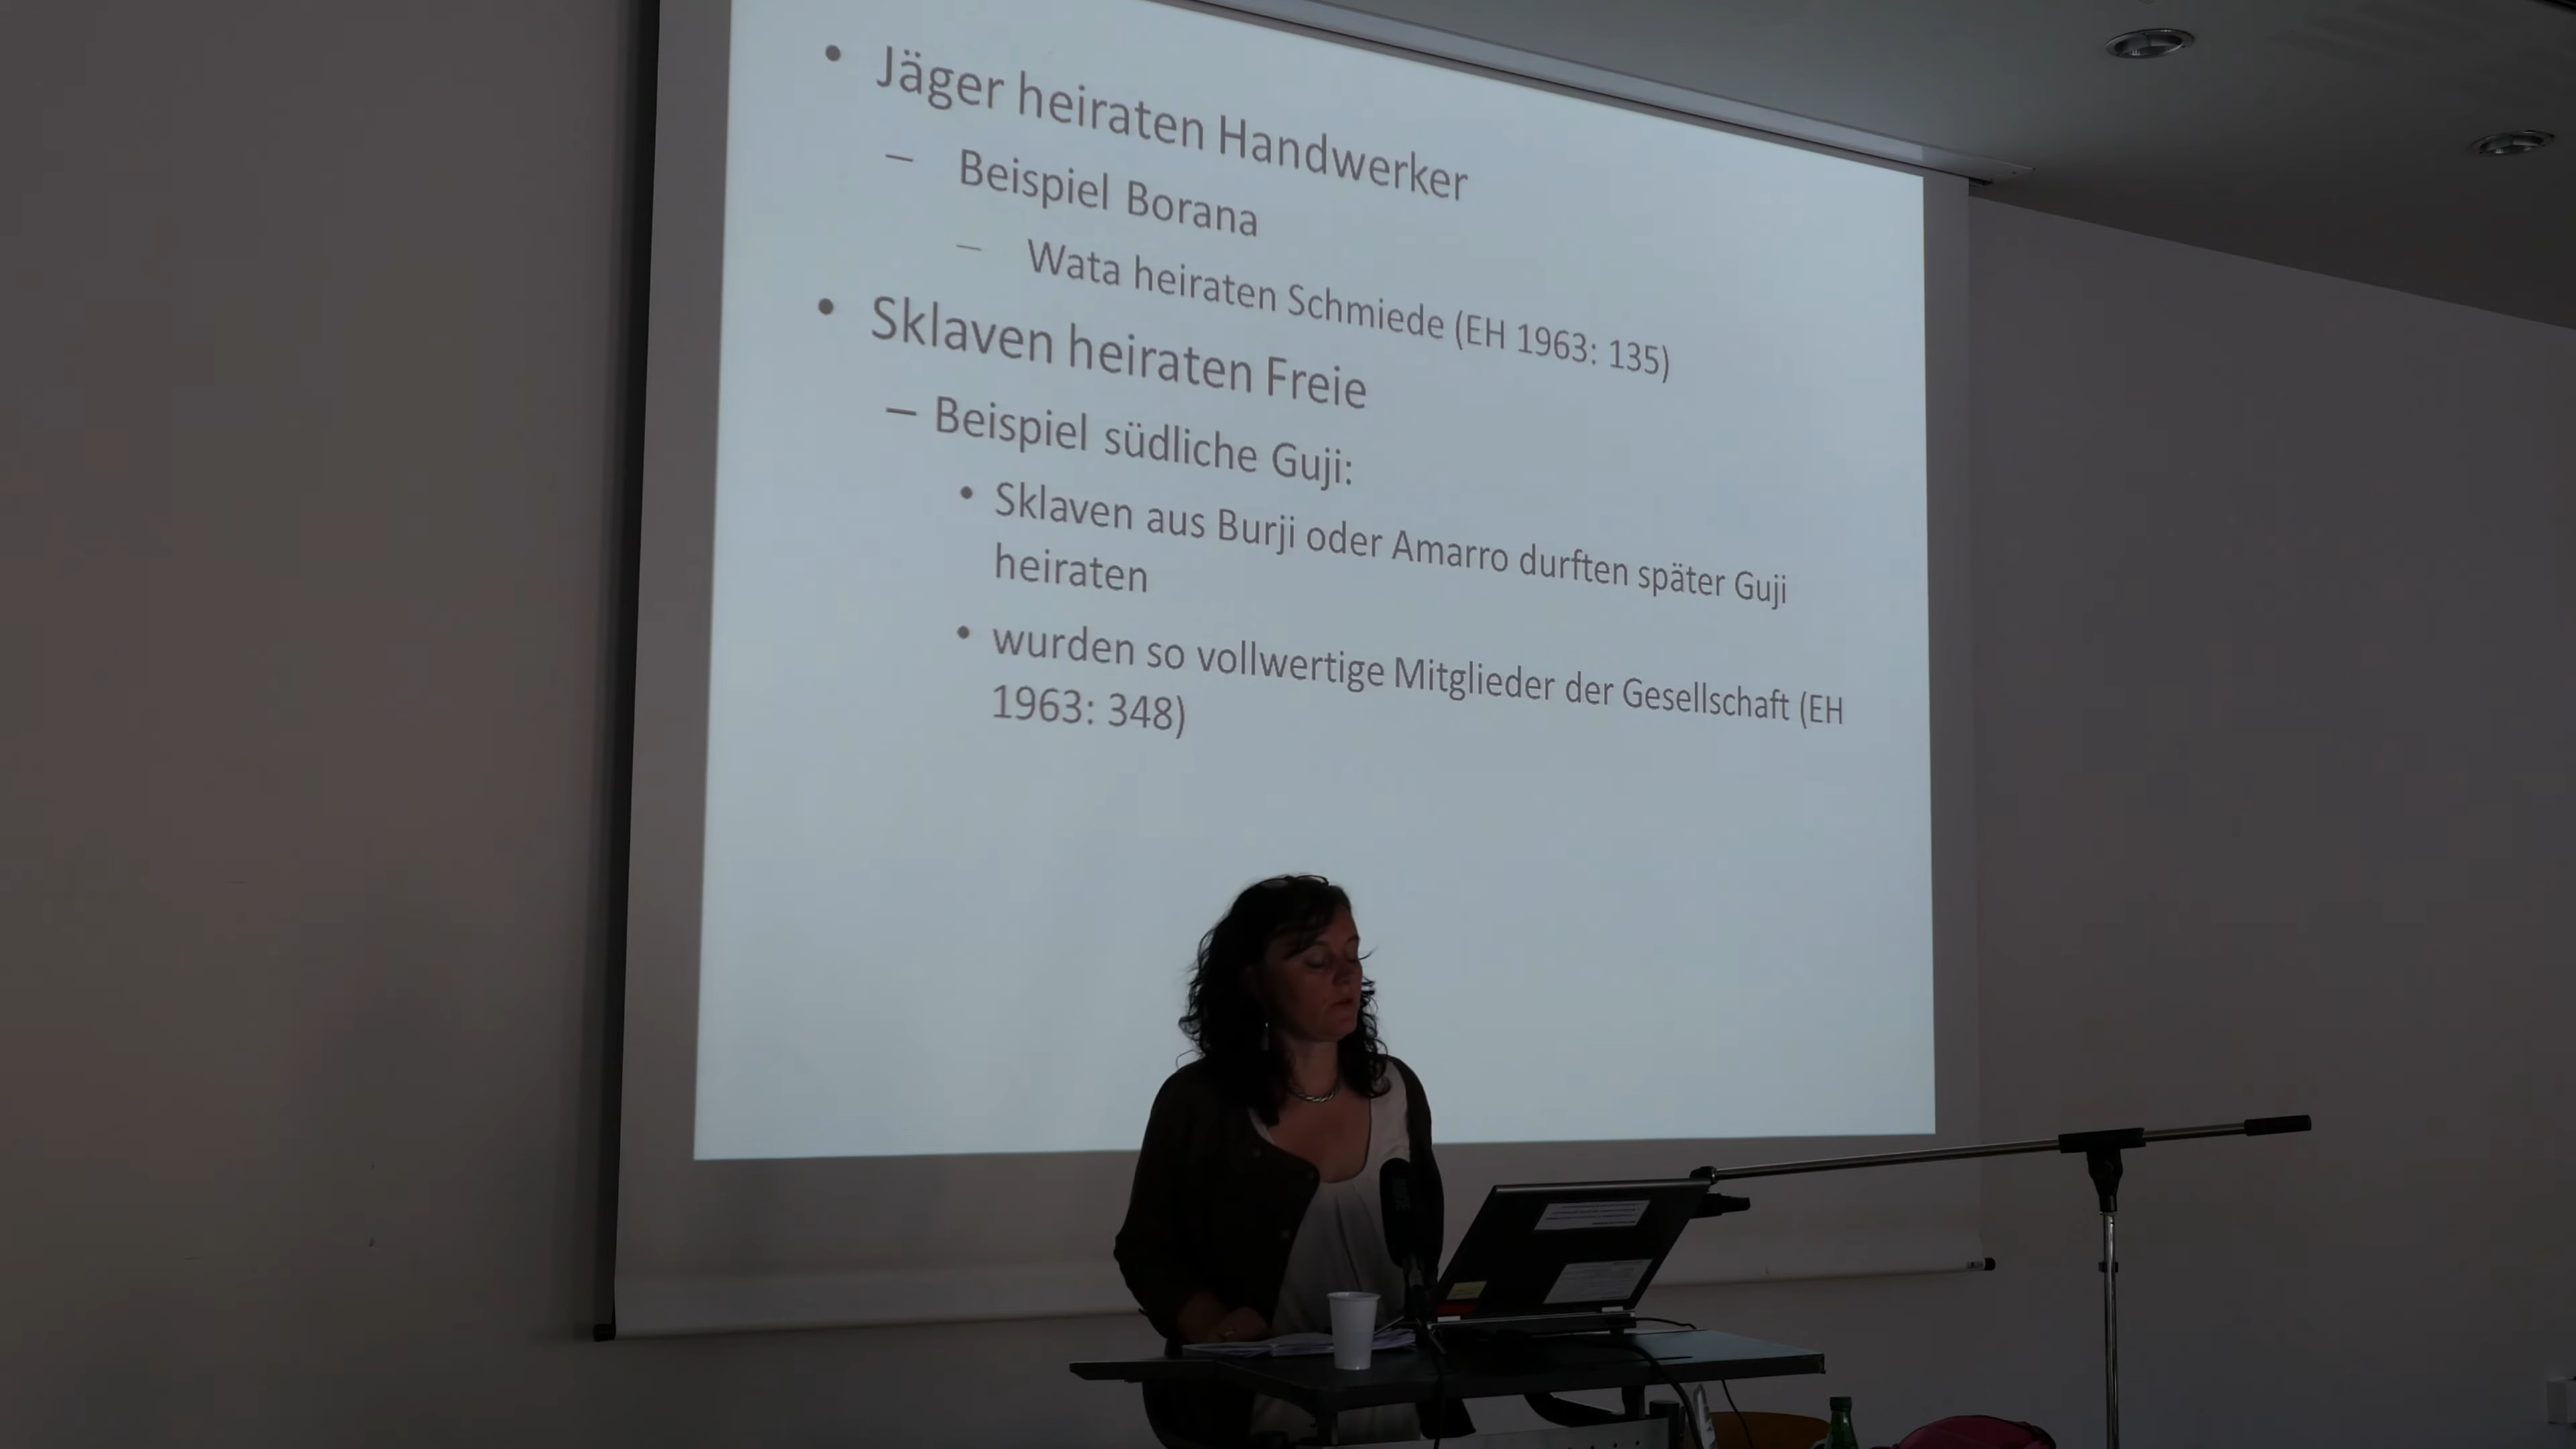 • Jäger heiraten Handwerker
– Beispiel Borana
– Wata heiraten Schmiede (EH 1963: 135)
• Sklaven heiraten Freie
– Beispiel südliche Guji:
• Sklaven aus Burji oder Amarro durften später Guji
heiraten
• wurden so vollwertige Mitglieder der Gesellschaft (EH
1963: 348)